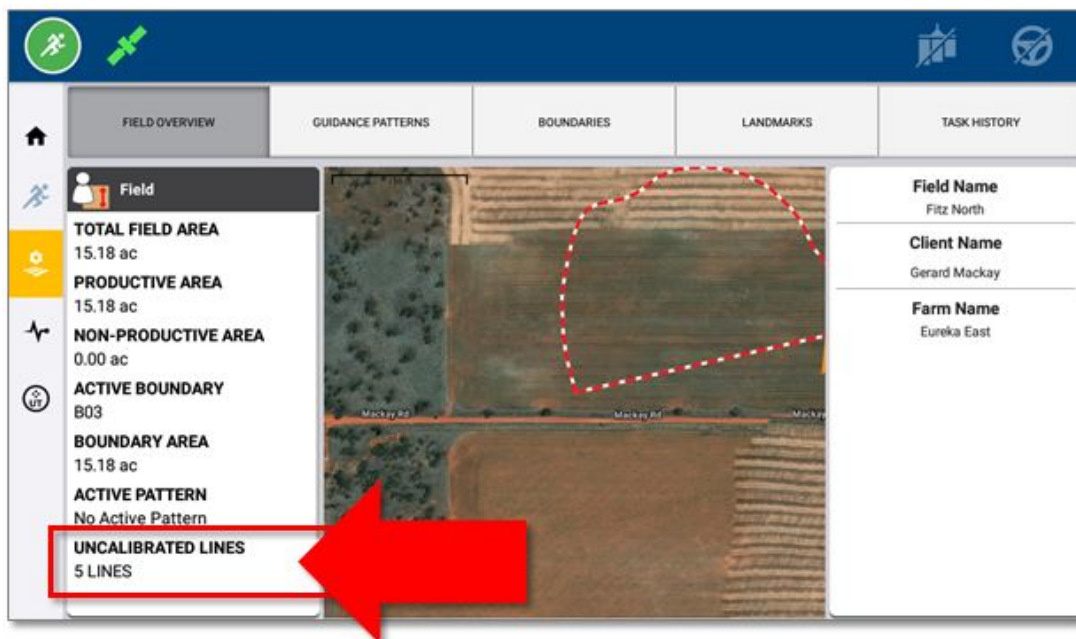 FIELD OVERVIEW
GUIDANCE PATTERNS
BOUNDARIES
LANDMARKS
TASK HISTORY
Field
TOTAL FIELD AREA
15.18 ac
PRODUCTIVE AREA
15.18 ac
NON-PRODUCTIVE AREA
0.00 ac
ACTIVE BOUNDARY
B03
BOUNDARY AREA
15.18 ac
ACTIVE PATTERN
No Active Pattern
UNCALIBRATED LINES
5 LINES
UT
Mackay Rd
Mackay Rd
Mackay
Field Name
Fitz North
Client Name
Gerard Mackay
Farm Name
Eureka East